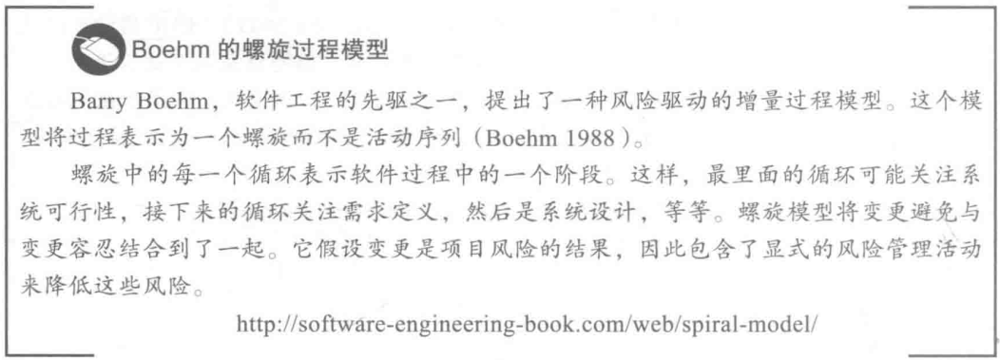 Boehm 的螺旋过程模型
Barry Boehm，软件工程的先驱之一，提出了一种风险驱动的增量过程模型。这个模
型将过程表示为一个螺旋而不是活动序列（Boehm 1988）。
螺旋中的每一个循环表示软件过程中的一个阶段。这样，最里面的循环可能关注系
统可行性，接下来的循环关注需求定义，然后是系统设计，等等。螺旋模型将变更避免与
变更容忍结合到了一起。它假设变更是项目风险的结果，因此包含了显式的风险管理活动
来降低这些风险。
http://software-engineering-book.com/web/spiral-model/